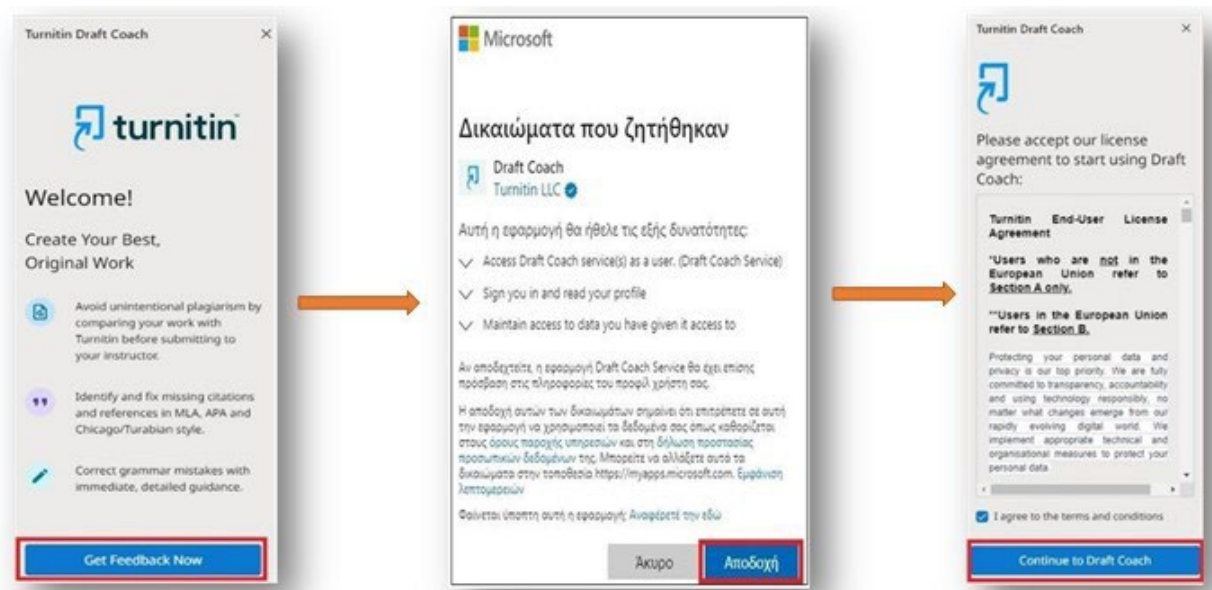 Turnitin Draft Coach
turnitin
Welcome!
Create Your Best,
Original Work
Avoid unintentional plagiarism by
comparing your work with
Turnitin before submitting to
your instructor.
Identify and fix missing citations
and references in MLA, APA and
Chicago/Turabian style.
Correct grammar mistakes with
immediate, detailed guidance.
Get Feedback Now
Microsoft
Δικαιώματα που ζητήθηκαν
Draft Coach
Turnitin LLC
Αυτή η εφαρμογή θα ήθελε τις εξής δυνατότητες:
Access Draft Coach service(s) as a user. (Draft Coach Service)
Sign you in and read your profile
Maintain access to data you have given it access to
Αν αποδεχτείτε, η εφαρμογή Draft Coach Service θα έχει επίσης
πρόσβαση στις πληροφορίες του προφίλ χρήστη σας.
Η αποδοχή αυτών των δικαιωμάτων σημαίνει ότι επιτρέπετε σε αυτή
την εφαρμογή να χρησιμοποιεί τα δεδομένα σας όπως καθορίζεται
στους όρους παροχής υπηρεσιών και στη δήλωση προστασίας
προσωπικών δεδομένων της. Μπορείτε να αλλάξετε αυτά τα
δικαιώματα στην τοποθεσία https://myapps.microsoft.com. Εμφάνιση
λεπτομερειών
Φαίνεται ύποπτη αυτή η εφαρμογή; Αναφέρετέ την εδώ
Άκυρο
Αποδοχή
Turnitin Draft Coach
Please accept our license
agreement to start using Draft
Coach:
Turnitin End-User License
Agreement
*Users who are not in the
European Union refer to
Section A only.
**Users in the European Union
refer to Section B.
Protecting your personal data and
privacy is our top priority. We are fully
committed to transparency, accountability
and using technology responsibly, no
matter what changes emerge from our
rapidly evolving digital world. We
implement appropriate technical and
organisational measures to protect your
personal data.
I agree to the terms and conditions
Continue to Draft Coach